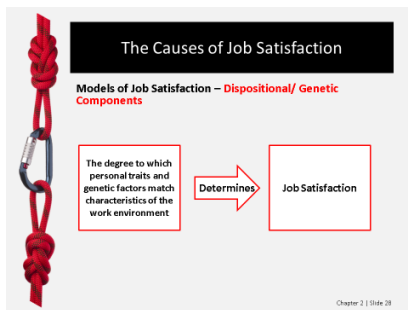 The Causes of Job Satisfaction
Models of Job Satisfaction – Dispositional/ Genetic
Components
The degree to which
personal traits and
genetic factors match
characteristics of the
work environment
Determines
Job Satisfaction
Chapter 2 | Slide 28